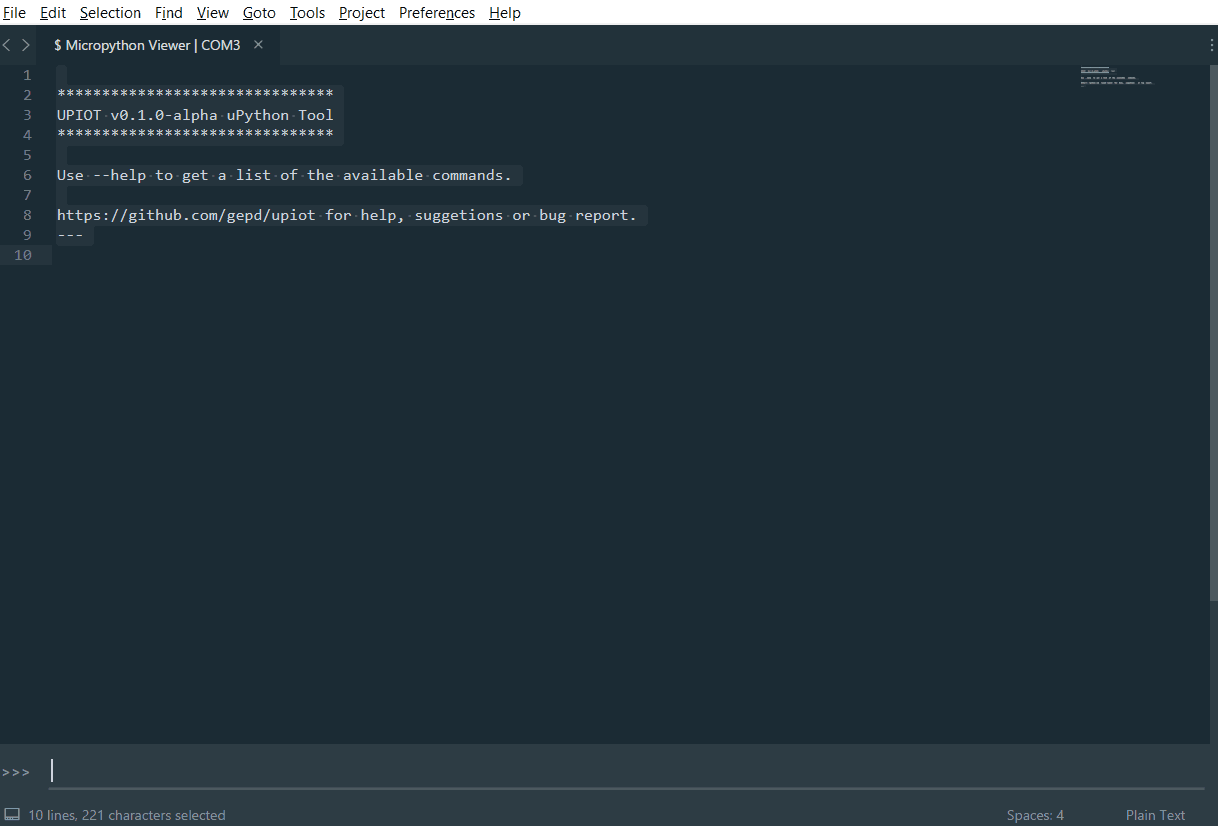 File Edit Selection Find View Goto Tools Project Preferences Help
$ Micropython Viewer | COM3 ×
1
2 *******************************
3 UPIOT v0.1.0-alpha uPython Tool
4 *******************************
5
6 Use --help to get a list of the available commands.
7
8 https://github.com/gepd/upiot for help, suggetions or bug report.
9 ---
10
>>>
10 lines, 221 characters selected Spaces: 4 Plain Text